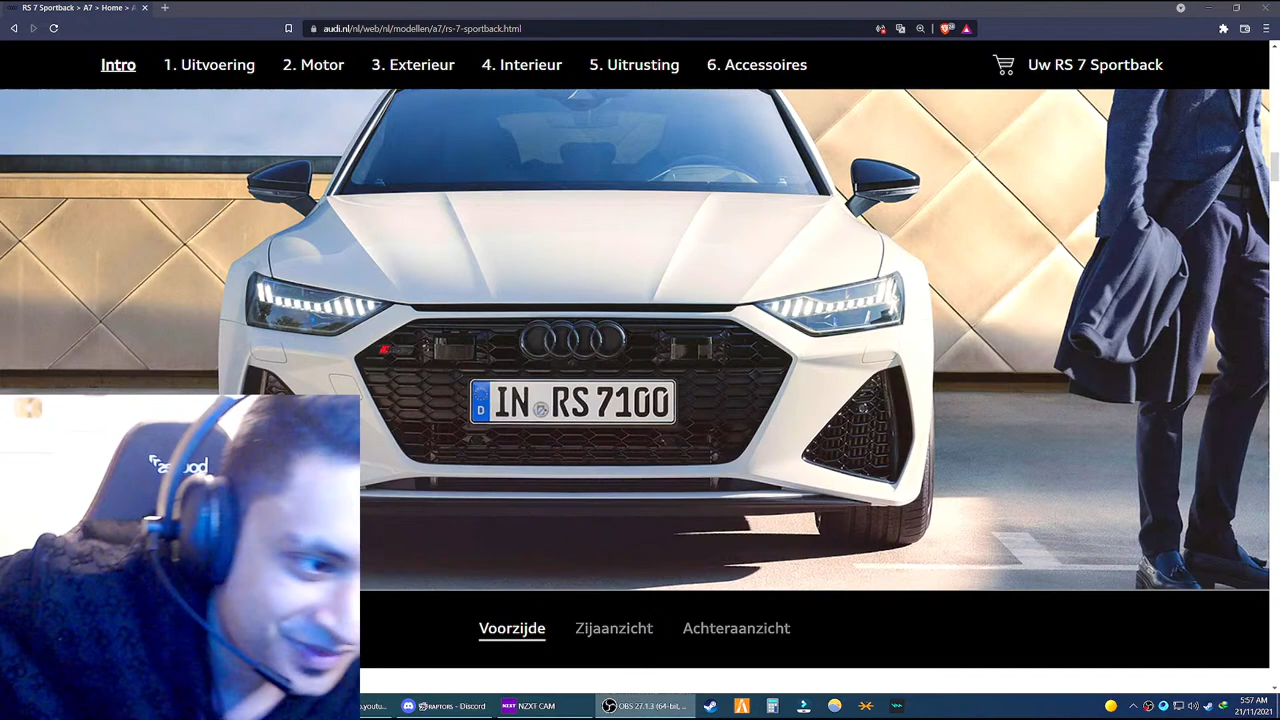 RS 7 Sportback > A7 > Home >
audi.nl/nl/web/nl/modellen/a7/rs-7-sportback.html
Intro
1. Uitvoering
2. Motor
3. Exterieur
4. Interieur
5. Uitrusting
6. Accessoires
Uw RS 7 Sportback
D
IN RS 7100
Voorzijde
Zijaanzicht
Achteraanzicht
RAPTORS - Discord
NZXT CAM
OBS 27.1.3 (64-bit, ...
5:57 AM
21/11/2021